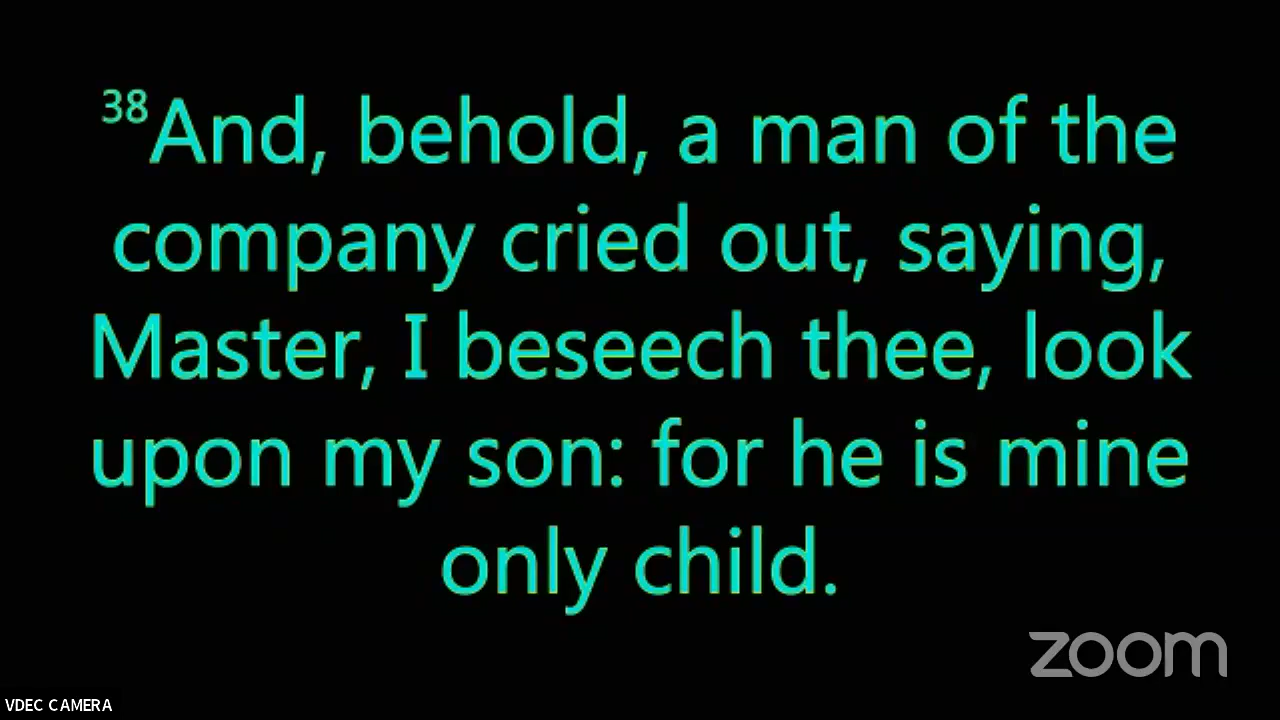 38And, behold, a man of the
company cried out, saying,
Master, I beseech thee, look
upon my son: for he is mine
only child.
zoom
VDEC CAMERA